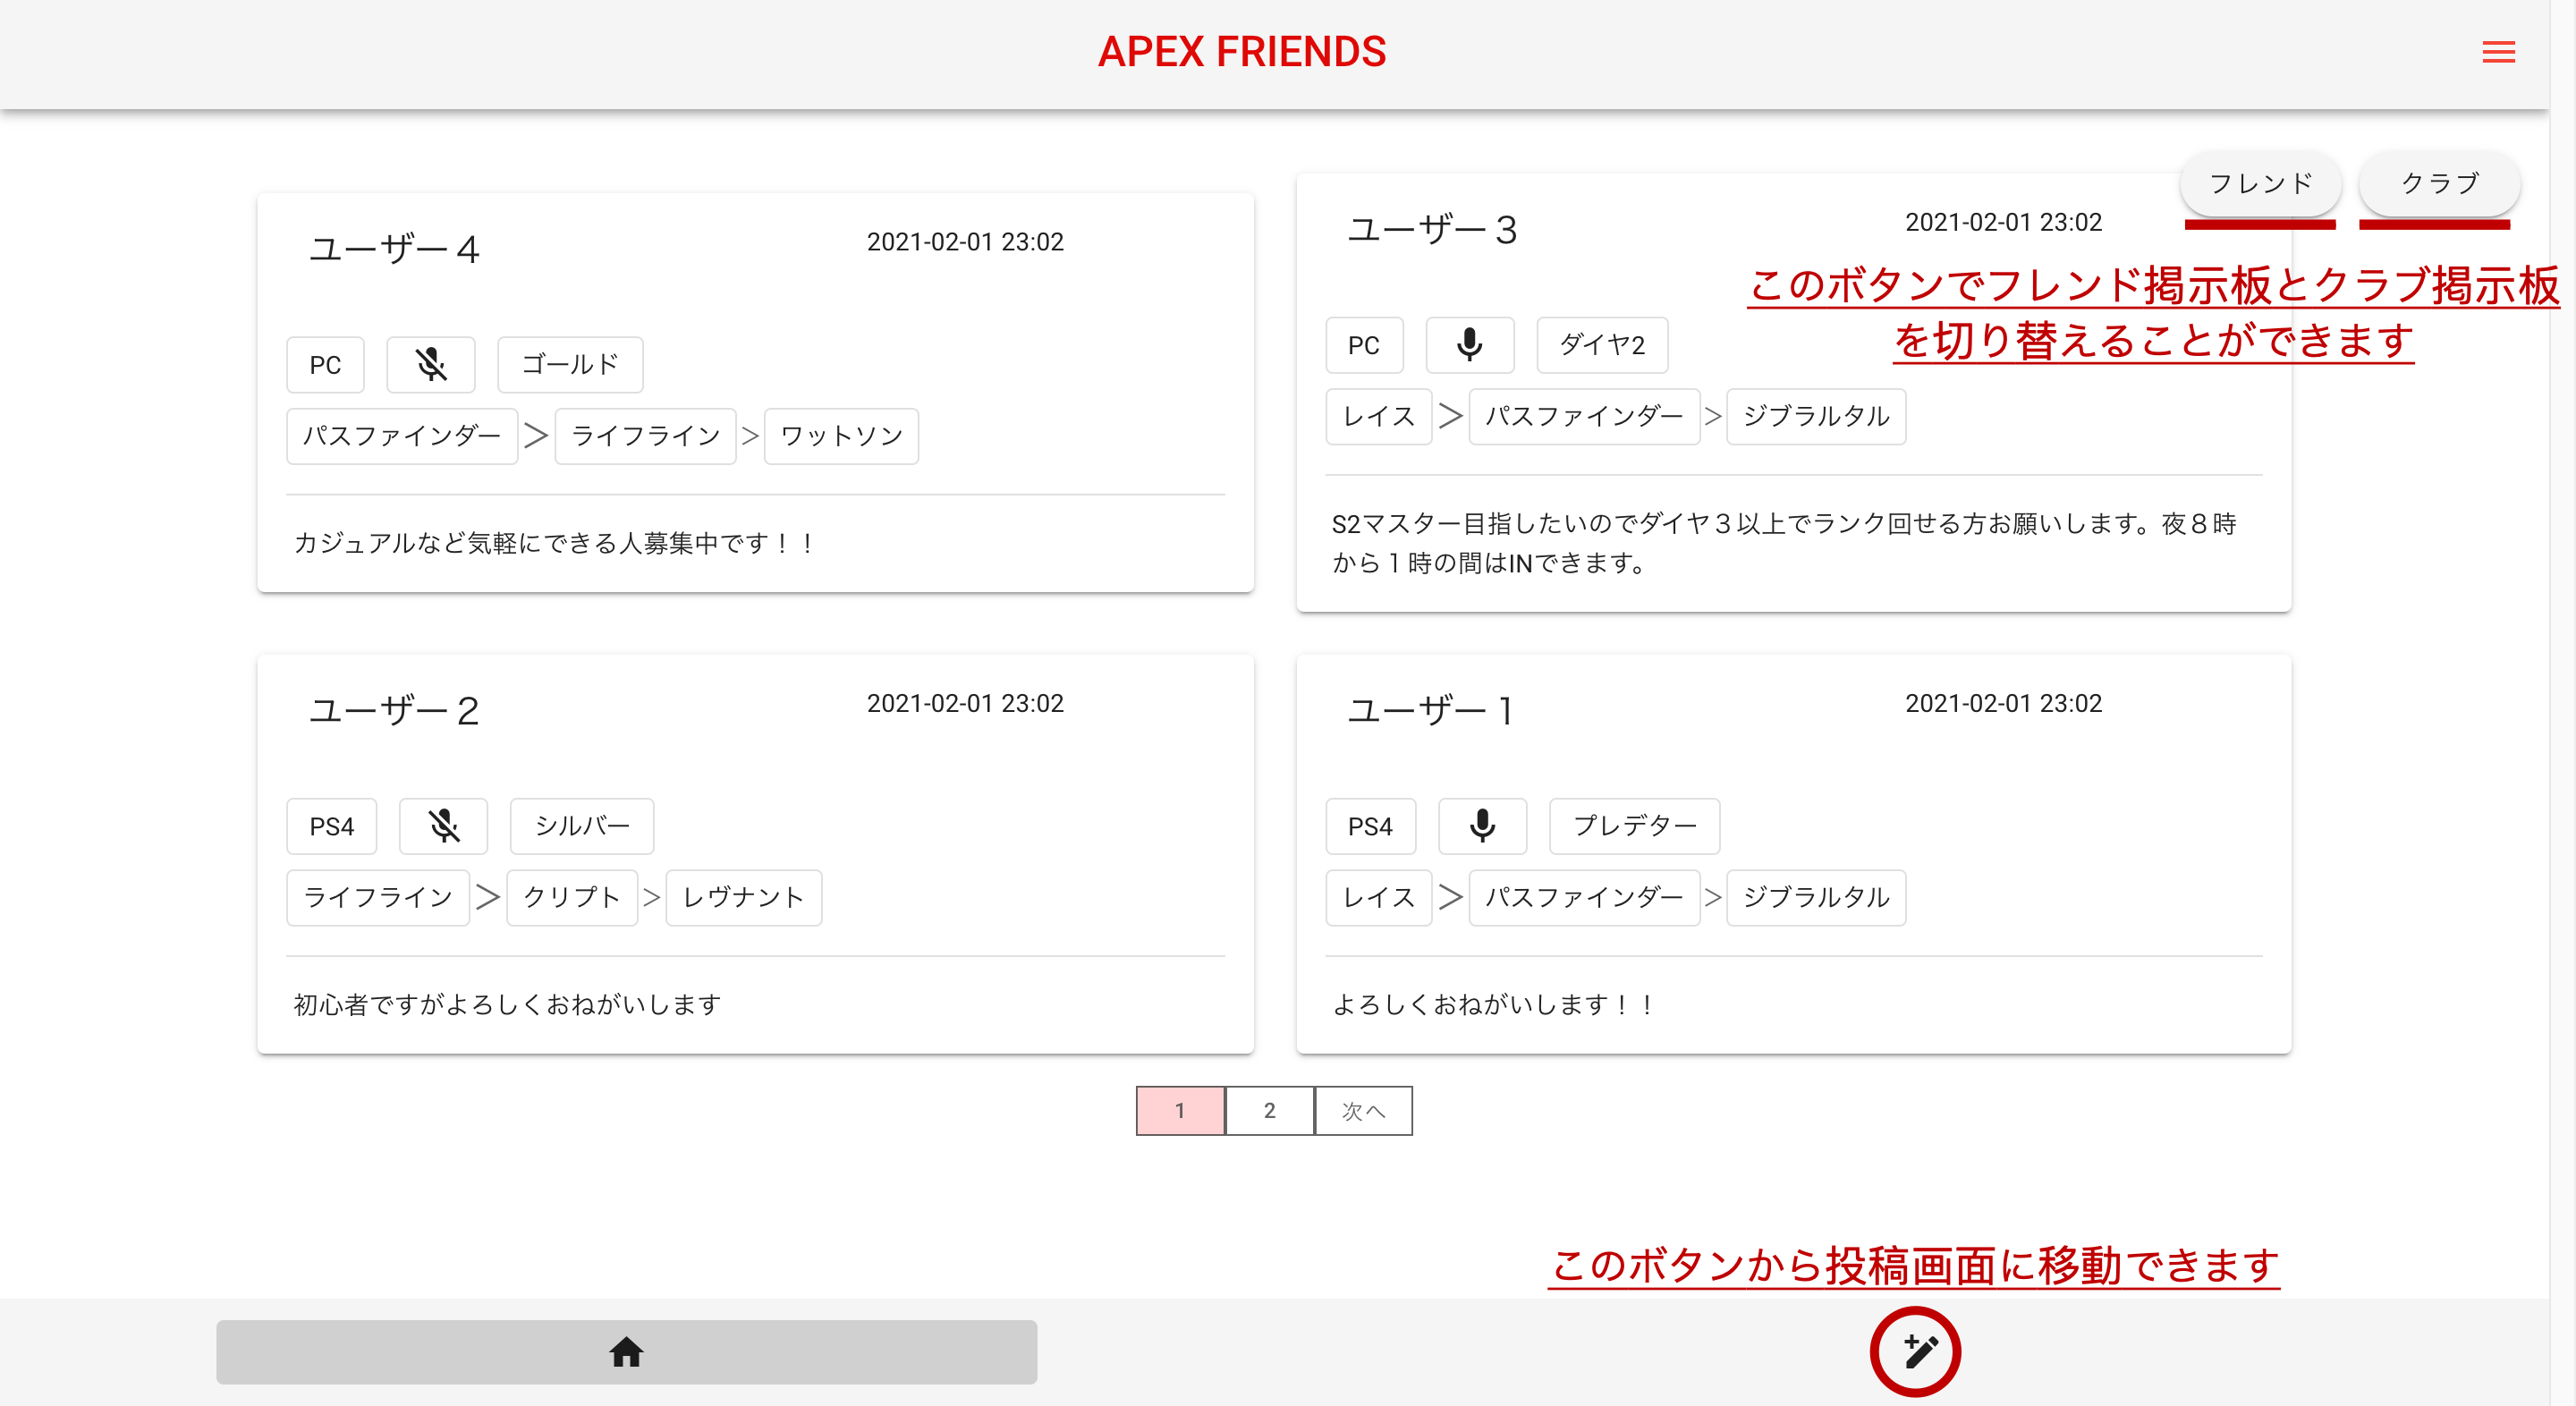 APEX FRIENDS
フレンド
クラブ
このボタンでフレンド掲示板とクラブ掲示板
を切り替えることができます
ユーザー４ 2021-02-01 23:02
PC ゴールド
パスファインダー > ライフライン > ワットソン
カジュアルなど気軽にできる人募集中です！！
ユーザー３ 2021-02-01 23:02
PC ダイヤ2
レイス > パスファインダー > ジブラルタル
S2マスター目指したいのでダイヤ３以上でランク回せる方お願いします。夜８時
から１時の間はINできます。
ユーザー２ 2021-02-01 23:02
PS4 シルバー
ライフライン > クリプト > レヴナント
初心者ですがよろしくおねがいします
ユーザー１ 2021-02-01 23:02
PS4 プレデター
レイス > パスファインダー > ジブラルタル
よろしくおねがいします！！
1 2 次へ
このボタンから投稿画面に移動できます